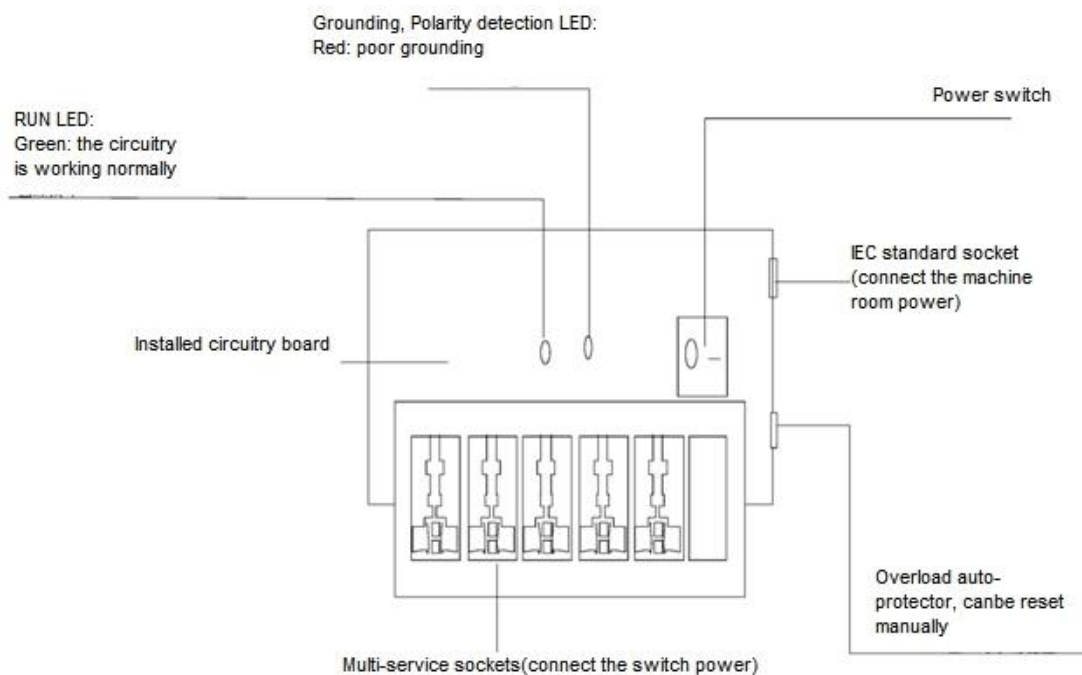 Grounding, Polarity detection LED:
Red: poor grounding
Power switch
RUN LED:
Green: the circuitry
is working normally
IEC standard socket
(connect the machine
room power)
Installed circuitry board
Overload auto-
protector, canbe reset
manually
Multi-service sockets(connect the switch power)